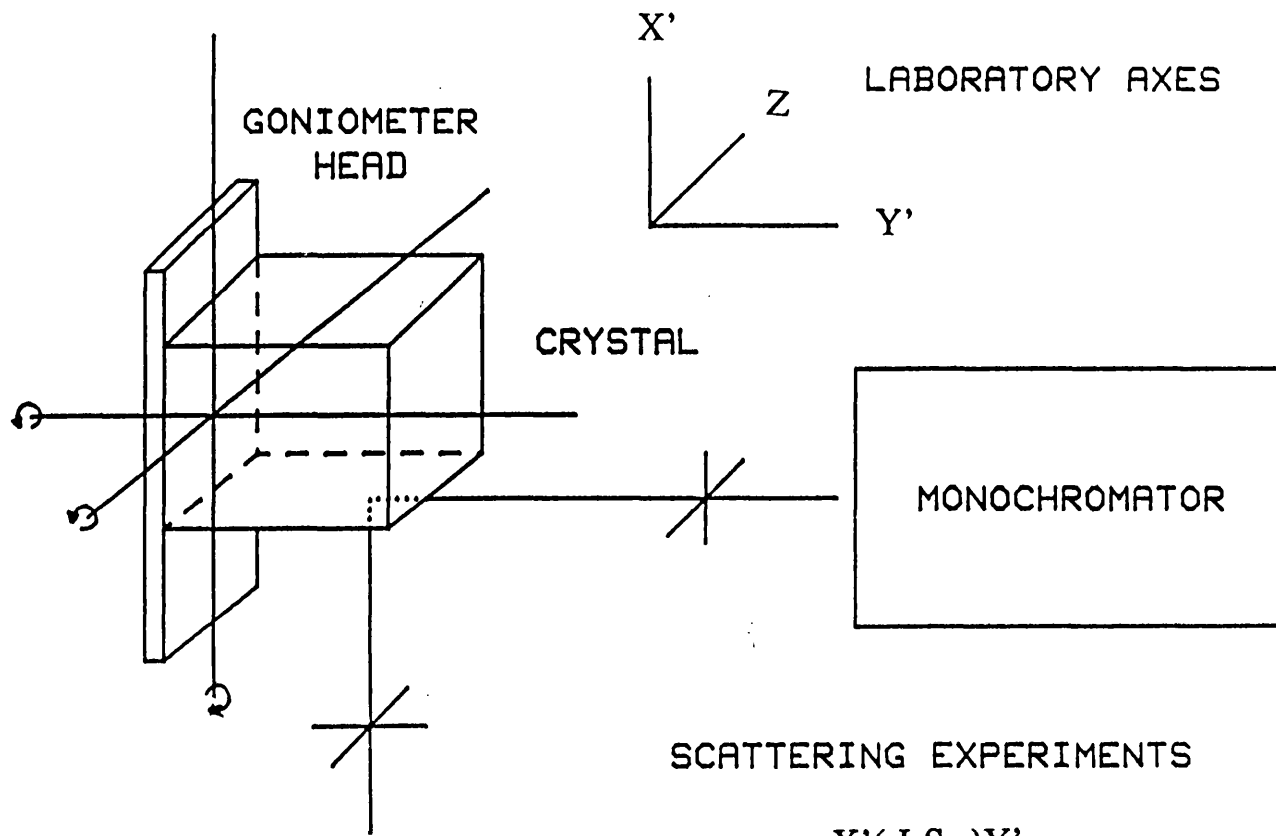 X'
LABORATORY AXES
Z
GONIOMETER
HEAD
Y'
CRYSTAL
MONOCHROMATOR
SCATTERING EXPERIMENTS